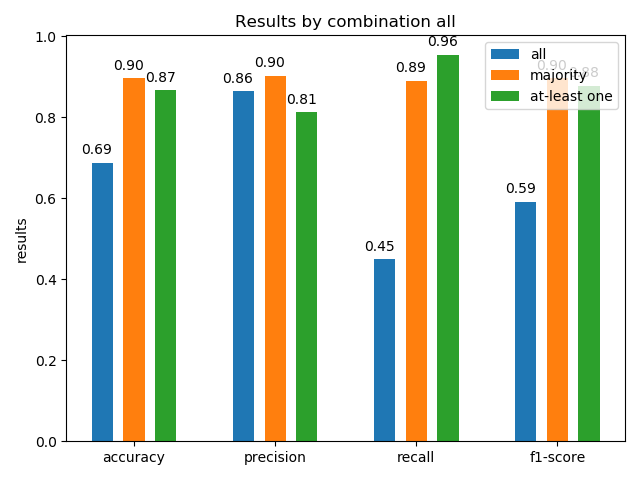 Results by combination all
1.0
0.8
0.6
0.4
0.2
0.0
results
0.69
0.90
0.87
0.86
0.90
0.81
0.45
0.89
0.96
0.59
0.90
0.88
all
majority
at-least one
accuracy
precision
recall
f1-score